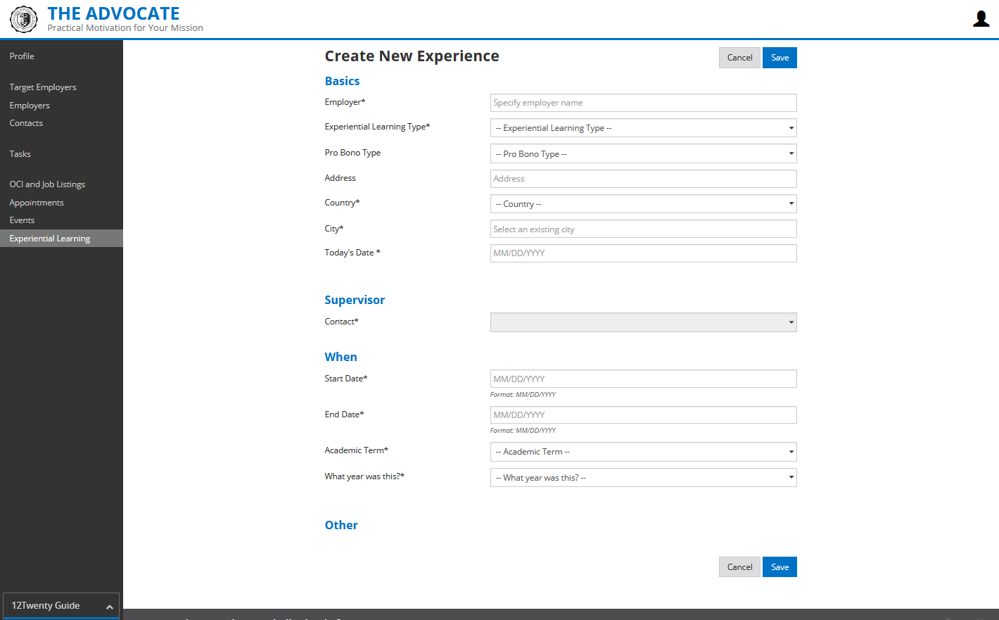 THE ADVOCATE
Practical Motivation for Your Mission
Profile
Target Employers
Employers
Contacts
Tasks
OCI and Job Listings
Appointments
Events
Experiential Learning
12Twenty Guide
Create New Experience
Cancel
Save
Basics
Employer*
Specify employer name
Experiential Learning Type*
-- Experiential Learning Type --
Pro Bono Type
-- Pro Bono Type --
Address
Address
Country*
-- Country --
City*
Select an existing city
Today's Date *
MM/DD/YYYY
Supervisor
Contact*
When
Start Date*
MM/DD/YYYY
Format: MM/DD/YYYY
End Date*
MM/DD/YYYY
Format: MM/DD/YYYY
Academic Term*
-- Academic Term --
What year was this?*
-- What year was this? --
Other
Cancel
Save